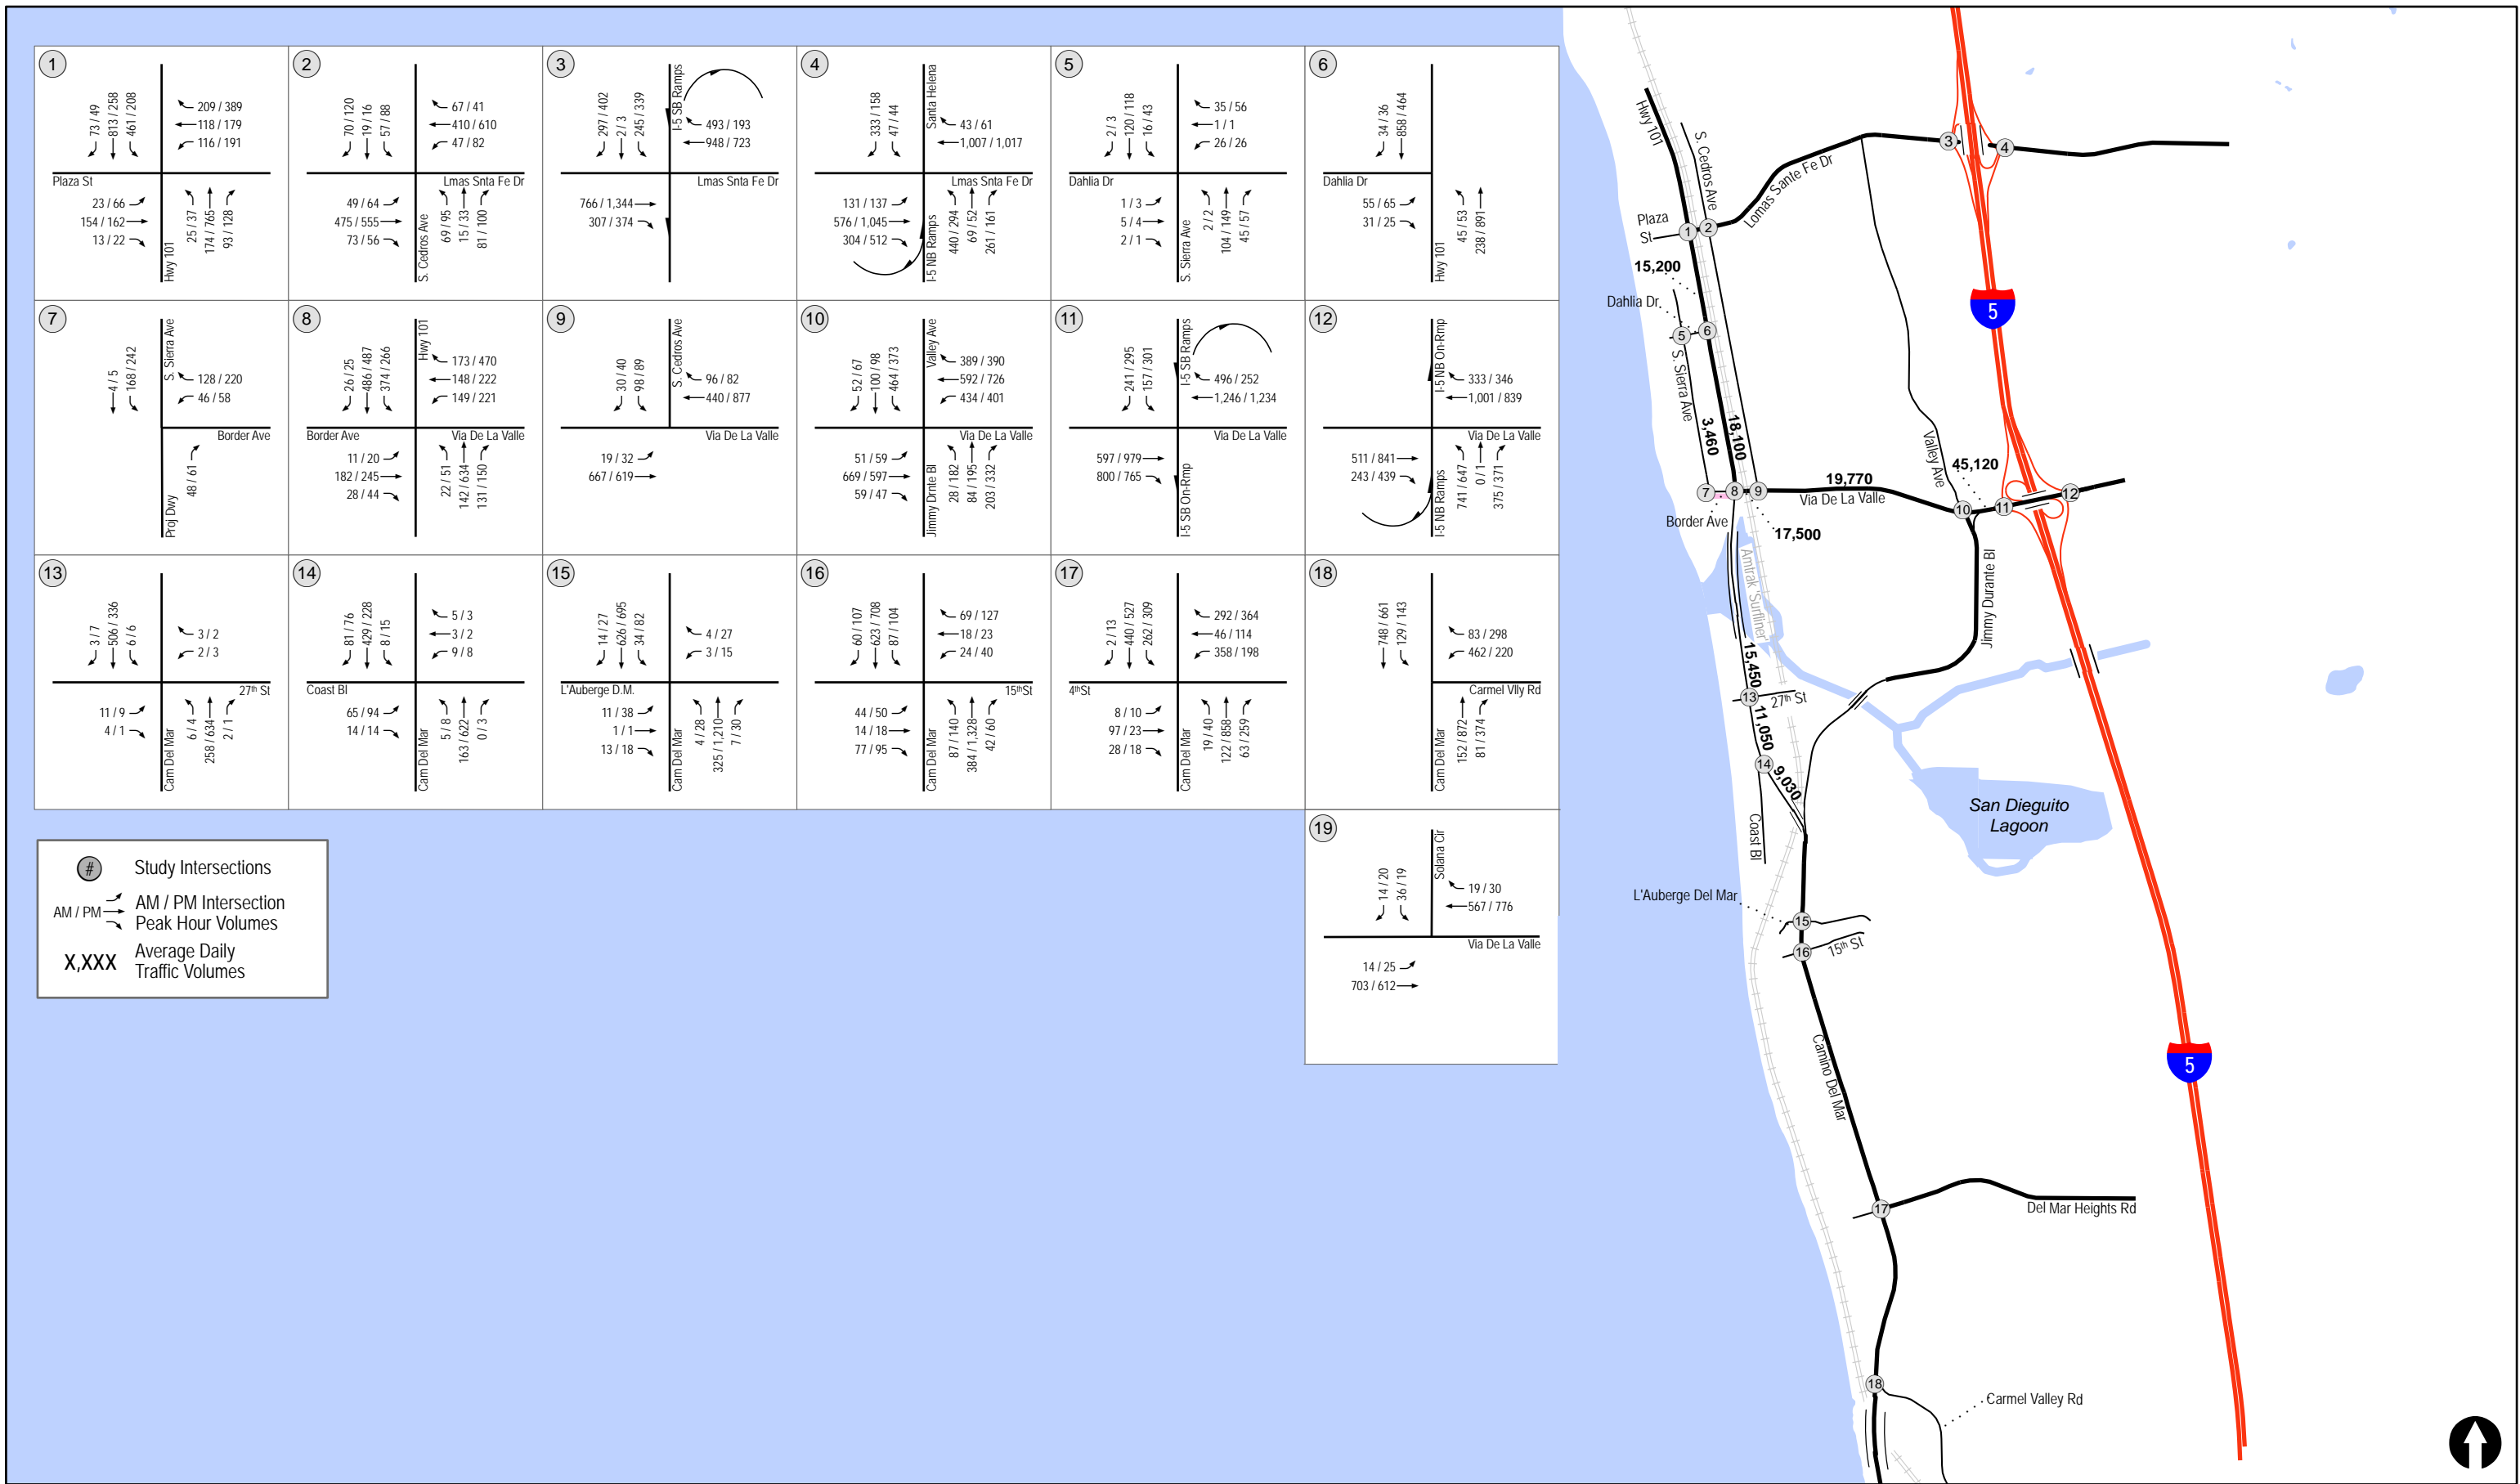 1
73 / 49
813 / 258
461 / 208
209 / 389
118 / 179
116 / 191
Plaza St
23 / 66
154 / 162
13 / 22
Hwy 101
25 / 37
174 / 765
93 / 128
2
70 / 120
19 / 16
57 / 88
67 / 41
410 / 610
47 / 82
Lmas Snta Fe Dr
49 / 64
475 / 555
73 / 56
S. Cedros Ave
69 / 95
15 / 33
81 / 100
3
297 / 402
2 / 3
245 / 339
I-5 SB Ramps
493 / 193
948 / 723
Lmas Snta Fe Dr
766 / 1,344
307 / 374
4
333 / 158
47 / 44
Santa Helena
43 / 61
1,007 / 1,017
Lmas Snta Fe Dr
131 / 137
576 / 1,045
304 / 512
I-5 NB Ramps
440 / 294
69 / 52
261 / 161
5
2 / 3
120 / 118
16 / 43
35 / 56
1 / 1
26 / 26
Dahlia Dr
1 / 3
5 / 4
2 / 1
S. Sierra Ave
2 / 2
104 / 149
45 / 57
6
34 / 36
858 / 464
Dahlia Dr
55 / 65
31 / 25
Hwy 101
45 / 53
238 / 891
7
4 / 5
168 / 242
S. Sierra Ave
128 / 220
46 / 58
Border Ave
Proj Dwy
48 / 61
8
26 / 25
486 / 487
374 / 266
Hwy 101
173 / 470
148 / 222
149 / 221
Border Ave
Via De La Valle
11 / 20
182 / 245
28 / 44
22 / 51
142 / 634
131 / 150
9
30 / 40
98 / 89
S. Cedros Ave
96 / 82
440 / 877
Via De La Valle
19 / 32
667 / 619
10
52 / 67
100 / 98
464 / 373
Valley Ave
389 / 390
592 / 726
434 / 401
Via De La Valle
51 / 59
669 / 597
59 / 47
Jimmy Drnte Bl
28 / 182
84 / 195
203 / 332
11
241 / 295
157 / 301
I-5 SB Ramps
496 / 252
1,246 / 1,234
Via De La Valle
597 / 979
800 / 765
I-5 SB On-Rmp
12
I-5 NB On-Rmp
333 / 346
1,001 / 839
Via De La Valle
511 / 841
243 / 439
I-5 NB Ramps
741 / 647
0 / 1
375 / 371
13
3 / 7
506 / 336
6 / 6
3 / 2
2 / 3
27th St
11 / 9
4 / 1
Cam Del Mar
6 / 4
258 / 634
2 / 1
14
81 / 76
429 / 228
8 / 15
5 / 3
3 / 2
9 / 8
Coast Bl
65 / 94
14 / 14
Cam Del Mar
5 / 8
163 / 622
0 / 3
15
14 / 27
626 / 695
34 / 82
4 / 27
3 / 15
L'Auberge D.M.
11 / 38
1 / 1
13 / 18
Cam Del Mar
4 / 28
325 / 1,210
7 / 30
16
60 / 107
623 / 708
87 / 104
69 / 127
18 / 23
24 / 40
15thSt
44 / 50
14 / 18
77 / 95
Cam Del Mar
87 / 140
384 / 1,328
42 / 60
17
2 / 13
440 / 527
262 / 309
292 / 364
46 / 114
358 / 198
4thSt
8 / 10
97 / 23
28 / 18
Cam Del Mar
19 / 40
122 / 858
63 / 259
18
748 / 661
129 / 143
83 / 298
462 / 220
Carmel Vlly Rd
Cam Del Mar
152 / 872
81 / 374
19
14 / 20
36 / 19
Solana Cir
19 / 30
567 / 776
Via De La Valle
14 / 25
703 / 612
# Study Intersections
AM / PM
AM / PM Intersection
Peak Hour Volumes
X,XXX
Average Daily
Traffic Volumes
Hwy 101
S. Cedros Ave
Lomas Sante Fe Dr
3
4
Plaza
St
1
2
15,200
5
Dahlia Dr
5
6
S. Sierra Ave
3,460
18,100
Valley Ave
45,120
19,770
Via De La Valle
7
8
9
10
11
12
Border Ave
17,500
Amtrak 'Surfliner'
Jimmy Durante Bl
15,450
13
27th St
11,050
14
9,030
Coast Bl
San Dieguito
Lagoon
L'Auberge Del Mar
15
16
15th St
Camino Del Mar
5
17
Del Mar Heights Rd
18
Carmel Valley Rd